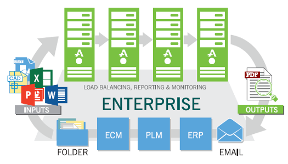 LOAD BALANCING, REPORTING & MONITORING
ENTERPRISE
INPUTS
OUTPUTS
PDF
X
P
W
ECM
PLM
ERP
FOLDER
EMAIL